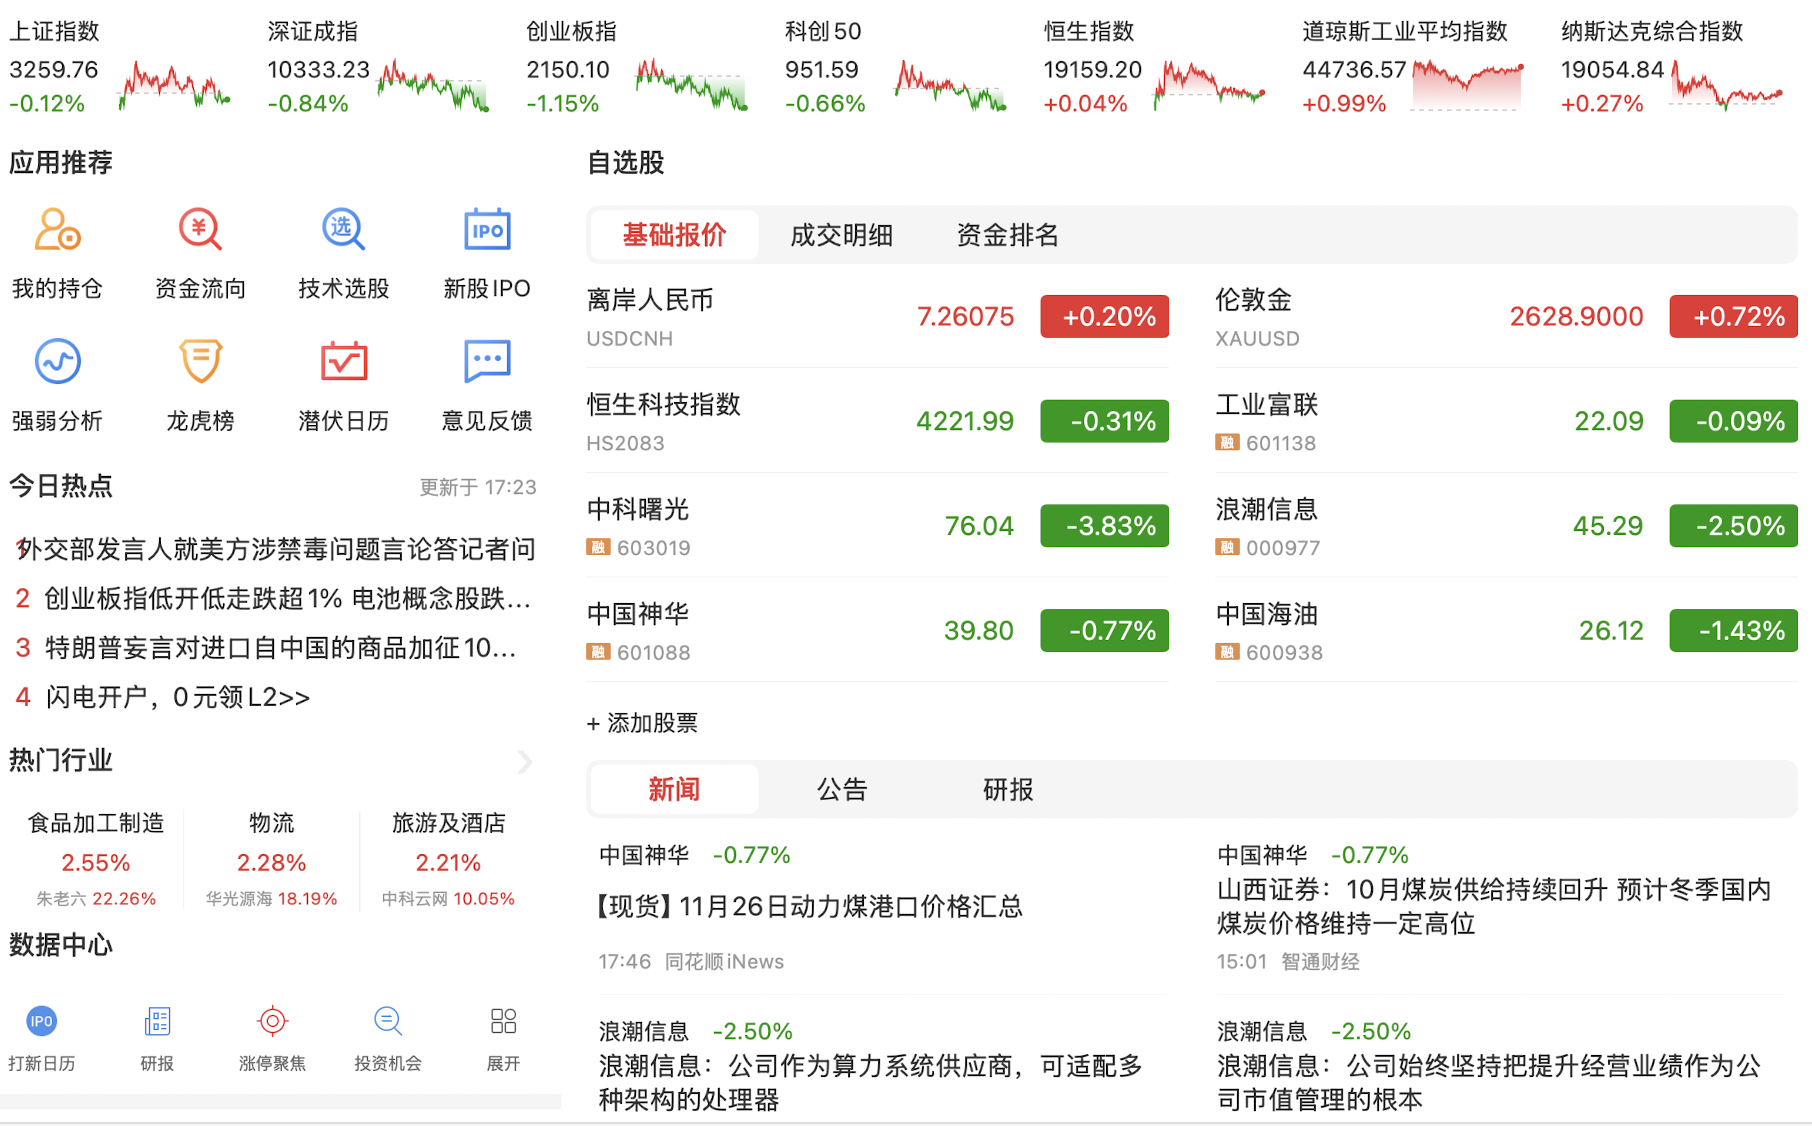 上证指数
3259.76
-0.12%
深证成指
10333.23
-0.84%
创业板指
2150.10
-1.15%
科创50
951.59
-0.66%
恒生指数
19159.20
+0.04%
道琼斯工业平均指数
44736.57
+0.99%
纳斯达克综合指数
19054.84
+0.27%
应用推荐
我的持仓
¥
资金流向
选
技术选股
IPO
新股IPO
强弱分析
龙虎榜
潜伏日历
意见反馈
今日热点
更新于 17:23
1 外交部发言人就美方涉禁毒问题言论答记者问
2 创业板指低开低走跌超1% 电池概念股跌...
3 特朗普妄言对进口自中国的商品加征10...
4 闪电开户，0元领L2>>
热门行业
食品加工制造
2.55%
朱老六 22.26%
物流
2.28%
华光源海 18.19%
旅游及酒店
2.21%
中科云网 10.05%
数据中心
IPO
打新日历
研报
涨停聚焦
投资机会
展开
自选股
基础报价 成交明细 资金排名
离岸人民币
USDCNH
7.26075 +0.20%
伦敦金
XAUUSD
2628.9000 +0.72%
恒生科技指数
HS2083
4221.99 -0.31%
工业富联
融 601138
22.09 -0.09%
中科曙光
融 603019
76.04 -3.83%
浪潮信息
融 000977
45.29 -2.50%
中国神华
融 601088
39.80 -0.77%
中国海油
融 600938
26.12 -1.43%
+ 添加股票
新闻 公告 研报
中国神华 -0.77%
【现货】11月26日动力煤港口价格汇总
17:46 同花顺iNews
中国神华 -0.77%
山西证券：10月煤炭供给持续回升 预计冬季国内
煤炭价格维持一定高位
15:01 智通财经
浪潮信息 -2.50%
浪潮信息：公司作为算力系统供应商，可适配多
种架构的处理器
浪潮信息 -2.50%
浪潮信息：公司始终坚持把提升经营业绩作为公
司市值管理的根本